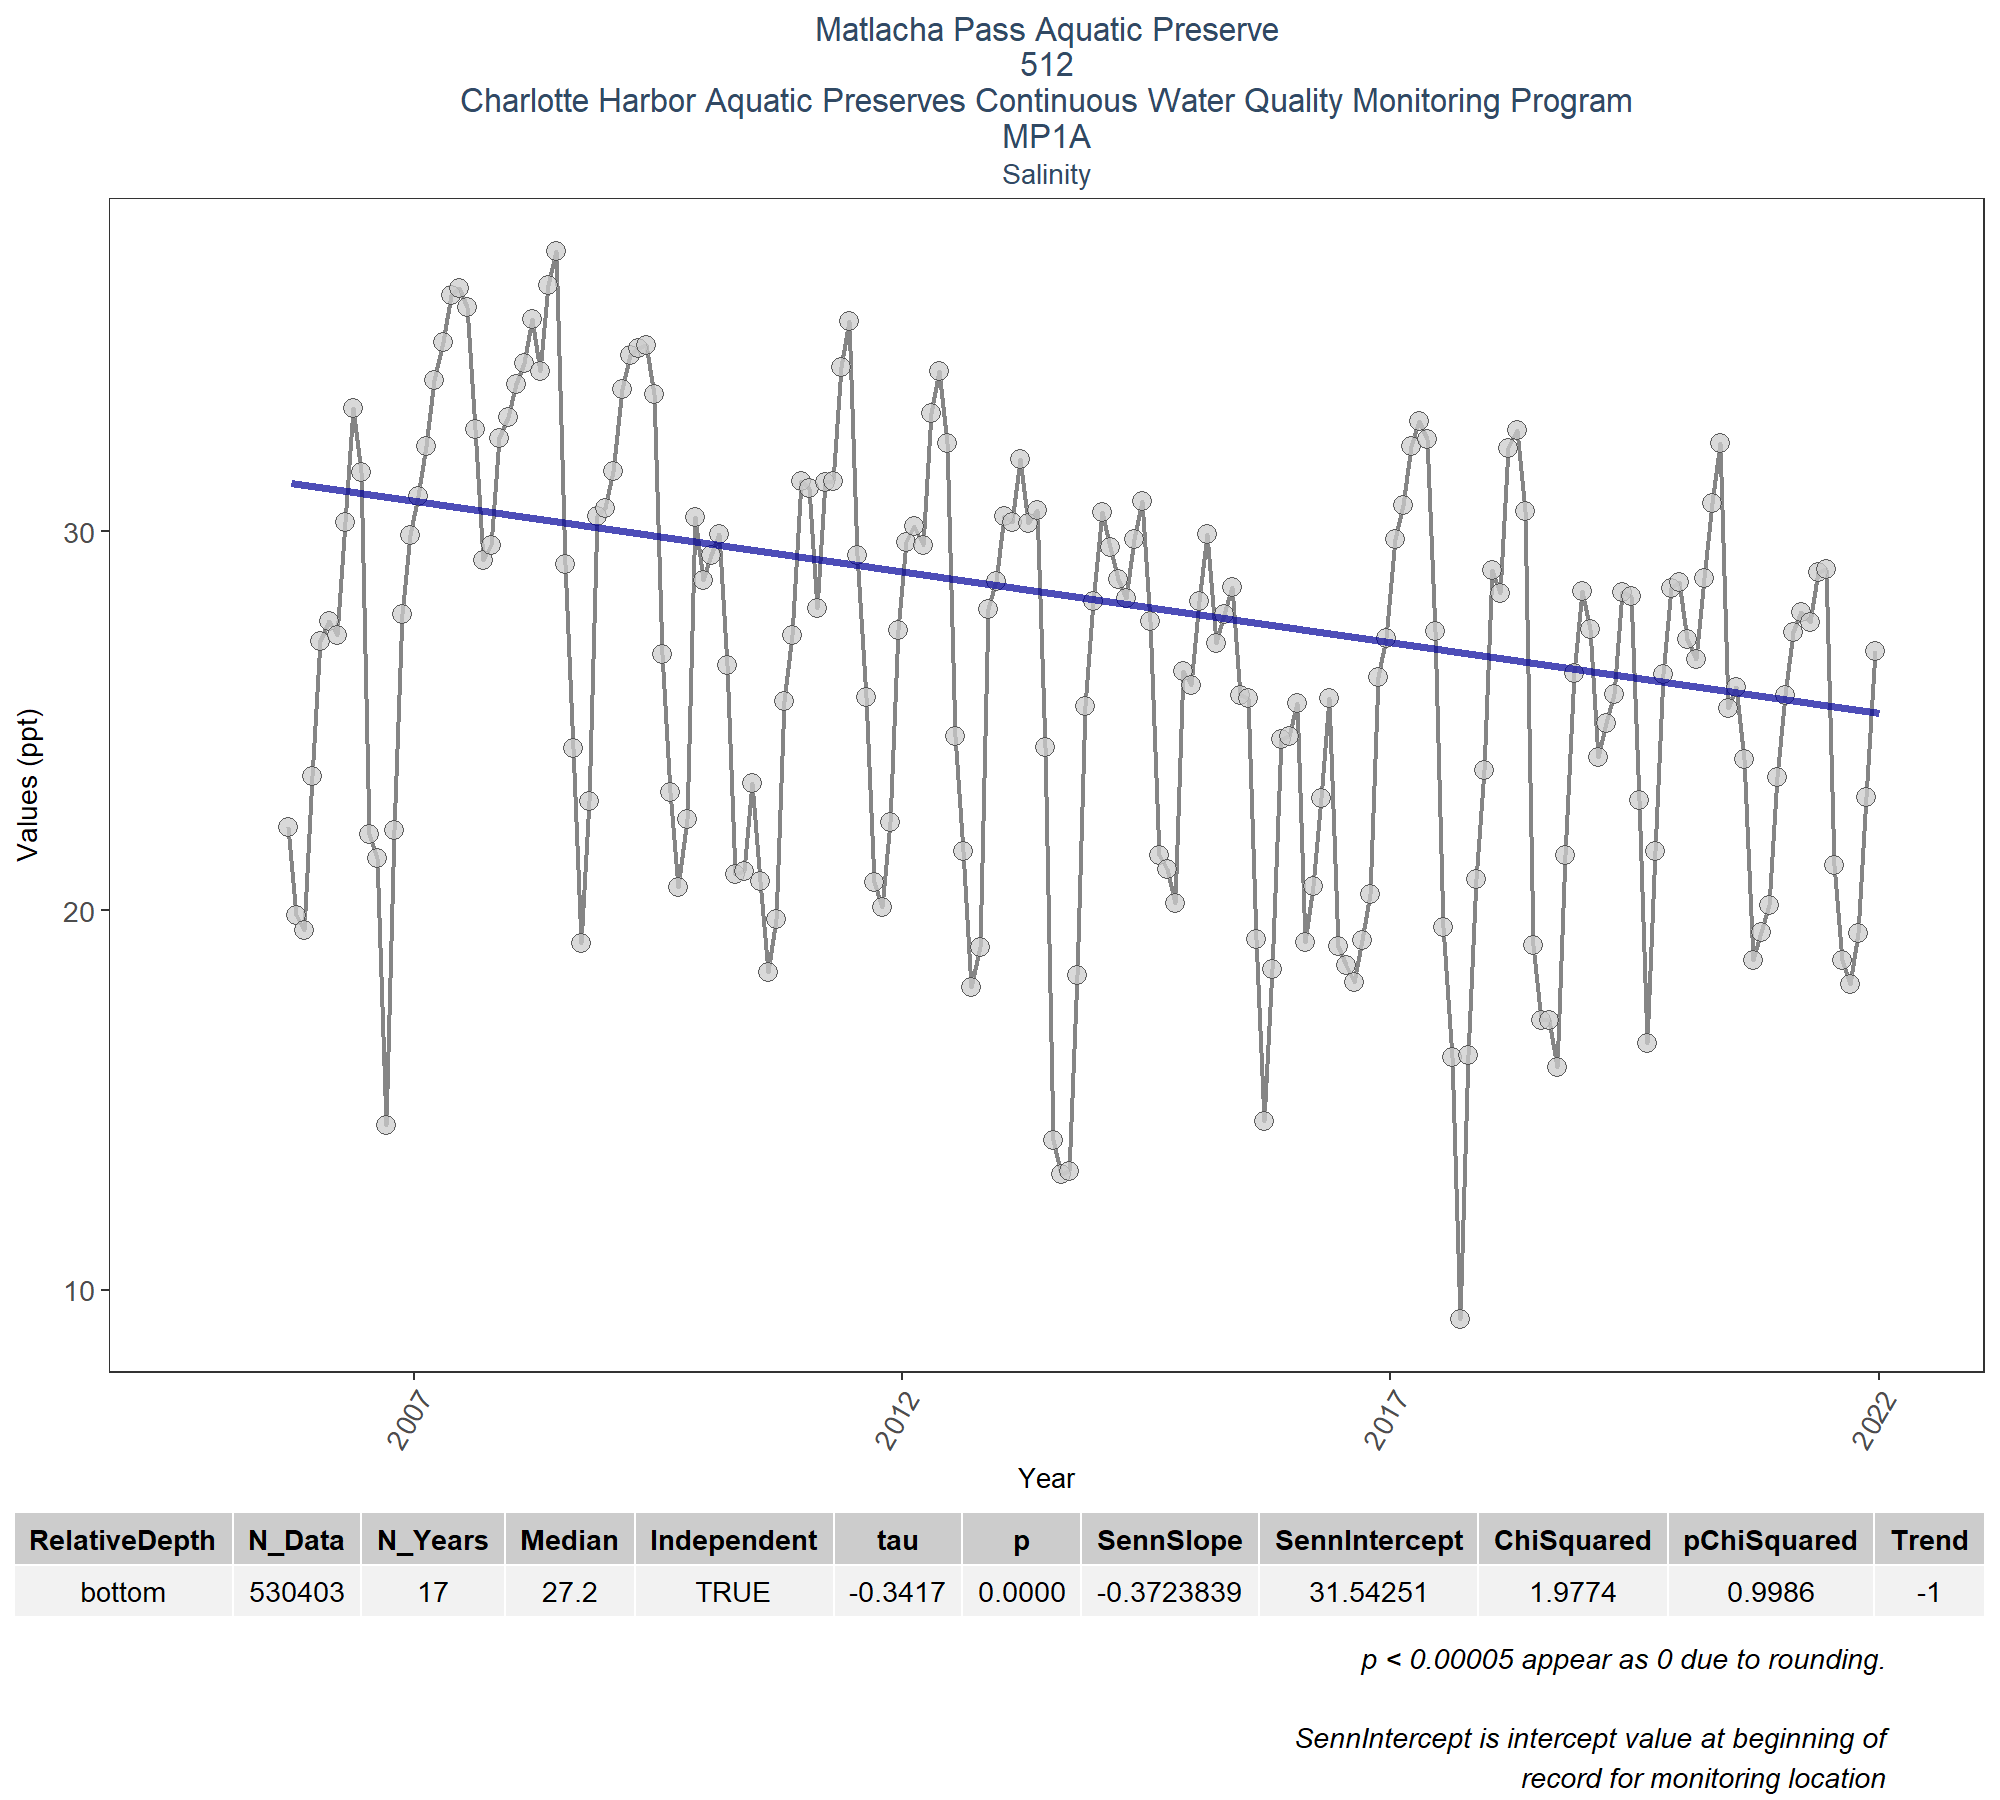 Matlacha Pass Aquatic Preserve
512
Charlotte Harbor Aquatic Preserves Continuous Water Quality Monitoring Program
MP1A
Salinity
Values (ppt)
30
20
10
2007
2012
2017
2022
Year
RelativeDepth N_Data N_Years Median Independent tau p SennSlope SennIntercept ChiSquared pChiSquared Trend
bottom 530403 17 27.2 TRUE -0.3417 0.0000 -0.3723839 31.54251 1.9774 0.9986 -1
p < 0.00005 appear as 0 due to rounding.
SennIntercept is intercept value at beginning of
record for monitoring location